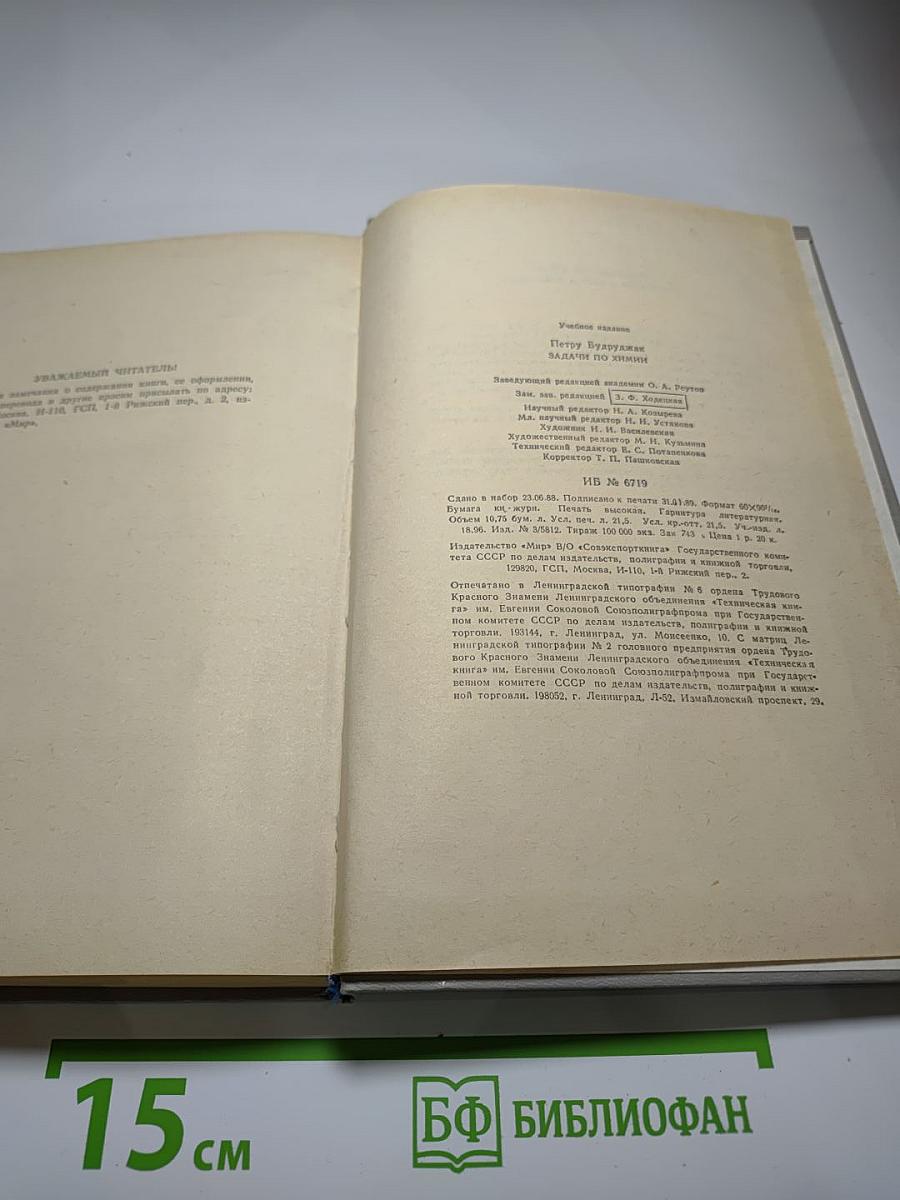 УВАЖАЕМЫЙ ЧИТАТЕЛЬ!
замечания о содержании книги, ее оформлении,
перевода и другие просим присылать по адресу:
Москва, И-110, ГСП, 1-й Рижский пер., д. 2, из-
«Мир».
Учебное издание
Петру Будруджак
ЗАДАЧИ ПО ХИМИИ
Заведующий редакцией академик О. А. Реутов
Зам. зав. редакцией З. Ф. Ходецкая
Научный редактор Н. А. Козырева
Мл. научный редактор Н. И. Устякова
Художник И. И. Василевская
Художественный редактор М. Н. Кузьмина
Технический редактор Е. С. Потапенкова
Корректор Т. П. Пашковская
ИБ № 6719
Сдано в набор 23.06.88. Подписано к печати 31.01.89. Формат 60×90¹/₁₆.
Бумага кн.-журн. Печать высокая. Гарнитура литературная.
Объем 10,75 бум. л. Усл. печ. л. 21,5. Усл. кр.-отт. 21,5. Уч.-изд. л.
18.96. Изд. № 3/5812. Тираж 100 000 экз. Зак 743 Цена 1 р. 20 к.
Издательство «Мир» В/О «Совэкспорткнига» Государственного коми-
тета СССР по делам издательств, полиграфии и книжной торговли,
129820, ГСП, Москва, И-110, 1-й Рижский пер., 2.
Отпечатано в Ленинградской типографии № 6 ордена Трудового
Красного Знамени Ленинградского объединения «Техническая кни-
га» им. Евгении Соколовой Союзполиграфпрома при Государствен-
ном комитете СССР по делам издательств, полиграфии и книжной
торговли. 193144, г. Ленинград, ул. Моисеенко, 10. С матриц Ле-
нинградской типографии № 2 головного предприятия ордена Трудо-
вого Красного Знамени Ленинградского объединения «Техническая
книга» им. Евгении Соколовой Союзполиграфпрома при Государст-
венном комитете СССР по делам издательств, полиграфии и книж-
ной торговли. 198052, г. Ленинград, Л-52, Измайловский проспект, 29.
15 см
БФ БИБЛИОФАН